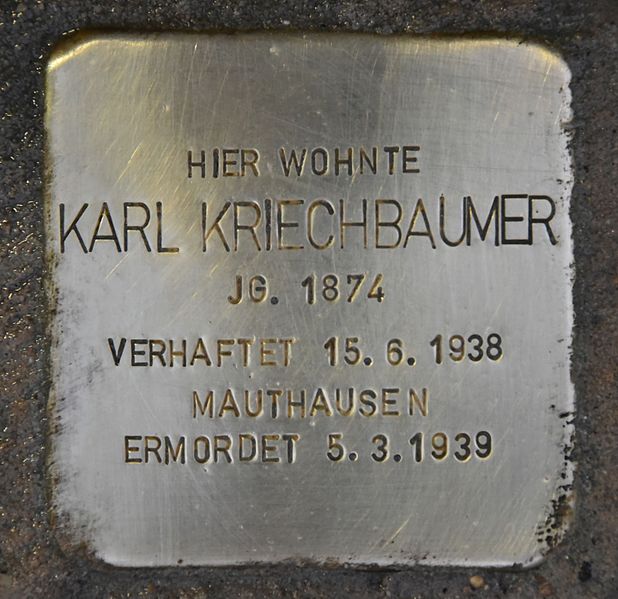 HIER WOHNTE
KARL KRIECHBAUMER
JG. 1874
VERHAFTET 15. 6. 1938
MAUTHAUSEN
ERMORDET 5. 3. 1939